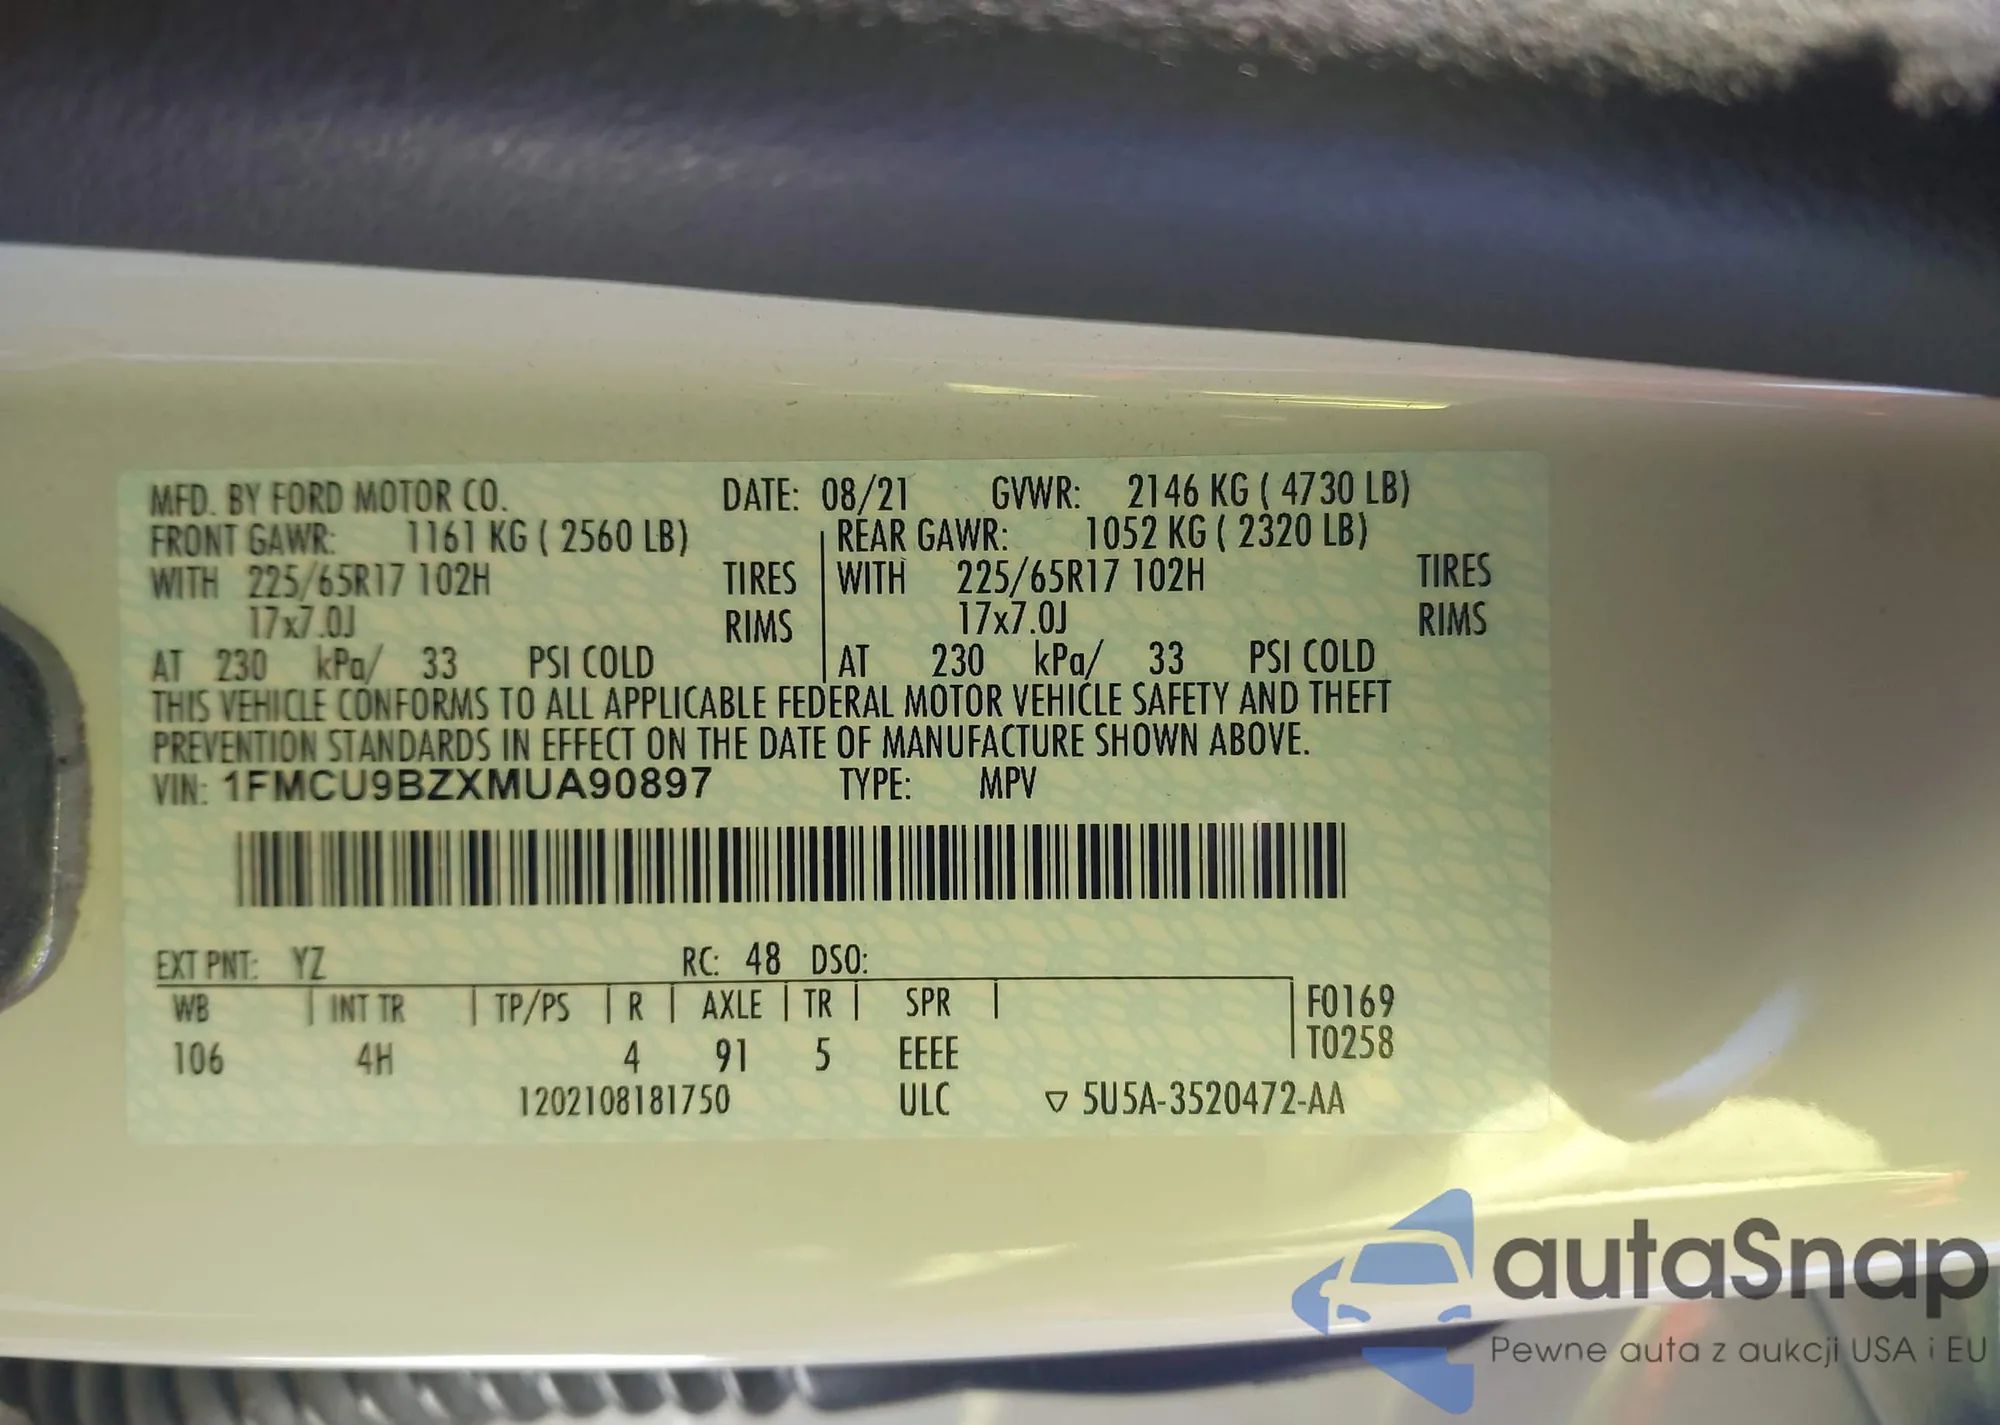 MFD. BY FORD MOTOR CO. DATE: 08/21 GVWR: 2146 KG ( 4730 LB)
FRONT GAWR: 1161 KG ( 2560 LB) REAR GAWR: 1052 KG ( 2320 LB)
WITH 225/65R17 102H TIRES WITH 225/65R17 102H TIRES
17x7.0J RIMS 17x7.0J RIMS
AT 230 kPa/ 33 PSI COLD AT 230 kPa/ 33 PSI COLD
THIS VEHICLE CONFORMS TO ALL APPLICABLE FEDERAL MOTOR VEHICLE SAFETY AND THEFT
PREVENTION STANDARDS IN EFFECT ON THE DATE OF MANUFACTURE SHOWN ABOVE.
VIN: 1FMCU9BZXMUA90897 TYPE: MPV
EXT PNT: YZ RC: 48 DSO:
WB INT TR TP/PS R AXLE TR SPR F0169
T0258
106 4H 4 91 5 EEEE
1202108181750 ULC ▽ 5U5A-3520472-AA
autaSnap
Pewne auta z aukcji USA i EU